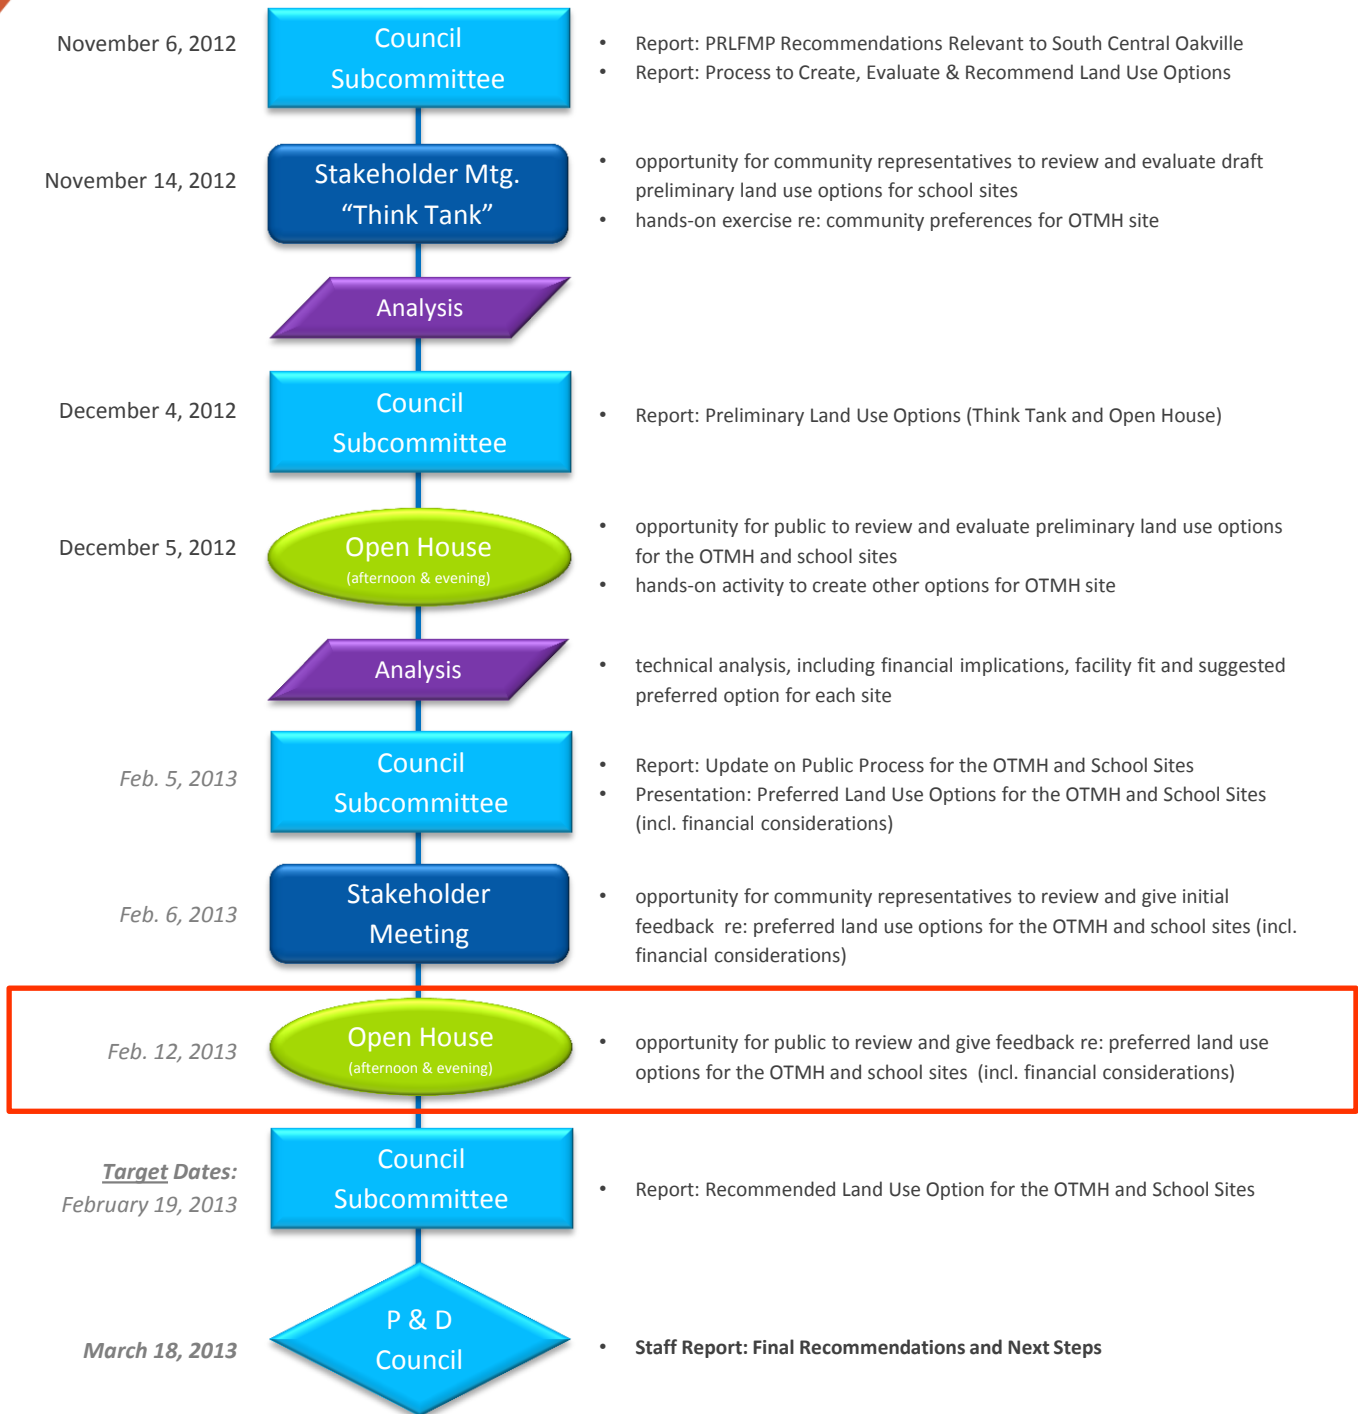 November 6, 2012
Council
Subcommittee
• Report: PRLFMP Recommendations Relevant to South Central Oakville
• Report: Process to Create, Evaluate & Recommend Land Use Options
November 14, 2012
Stakeholder Mtg.
“Think Tank”
• opportunity for community representatives to review and evaluate draft
preliminary land use options for school sites
• hands-on exercise re: community preferences for OTMH site
Analysis
December 4, 2012
Council
Subcommittee
• Report: Preliminary Land Use Options (Think Tank and Open House)
December 5, 2012
Open House
(afternoon & evening)
• opportunity for public to review and evaluate preliminary land use options
for the OTMH and school sites
• hands-on activity to create other options for OTMH site
Analysis
• technical analysis, including financial implications, facility fit and suggested
preferred option for each site
Feb. 5, 2013
Council
Subcommittee
• Report: Update on Public Process for the OTMH and School Sites
• Presentation: Preferred Land Use Options for the OTMH and School Sites
(incl. financial considerations)
Feb. 6, 2013
Stakeholder
Meeting
• opportunity for community representatives to review and give initial
feedback re: preferred land use options for the OTMH and school sites (incl.
financial considerations)
Feb. 12, 2013
Open House
(afternoon & evening)
• opportunity for public to review and give feedback re: preferred land use
options for the OTMH and school sites (incl. financial considerations)
Target Dates:
February 19, 2013
Council
Subcommittee
• Report: Recommended Land Use Option for the OTMH and School Sites
March 18, 2013
P & D
Council
• Staff Report: Final Recommendations and Next Steps